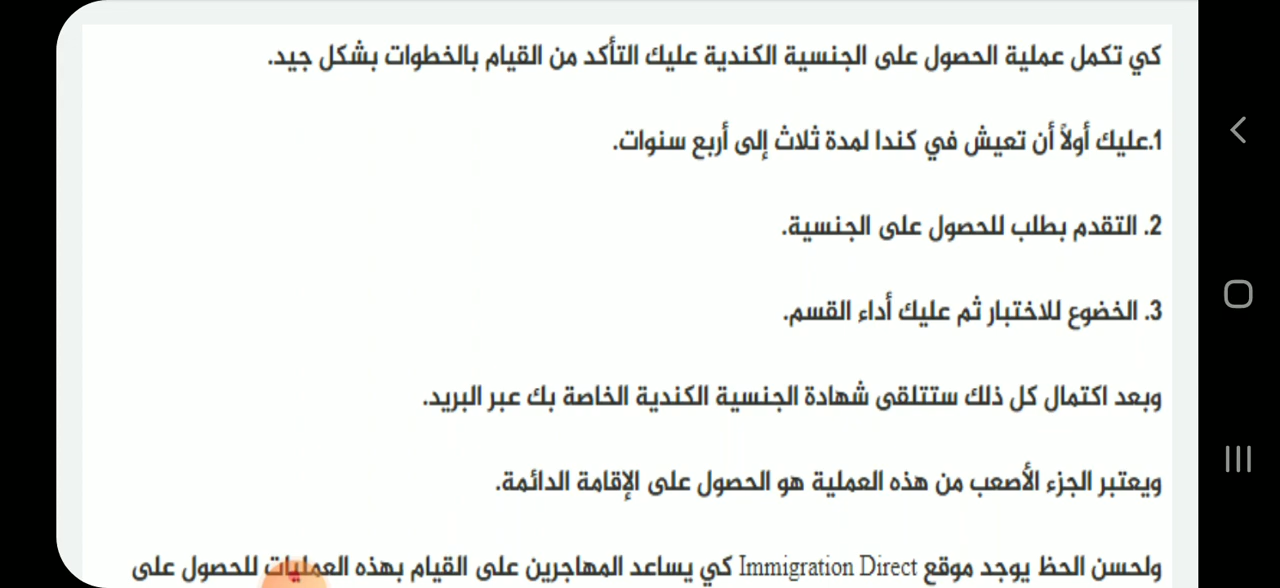 كي تكمل عملية الحصول على الجنسية الكندية عليك التأكد من القيام بالخطوات بشكل جيد.
1.عليك أولاً أن تعيش في كندا لمدة ثلاث إلى أربع سنوات.
2. التقدم بطلب للحصول على الجنسية.
3. الخضوع للاختبار ثم عليك أداء القسم.
وبعد اكتمال كل ذلك ستتلقى شهادة الجنسية الكندية الخاصة بك عبر البريد.
ويعتبر الجزء الأصعب من هذه العملية هو الحصول على الإقامة الدائمة.
ولحسن الحظ يوجد موقع Immigration Direct كي يساعد المهاجرين على القيام بهذه العمليات للحصول على